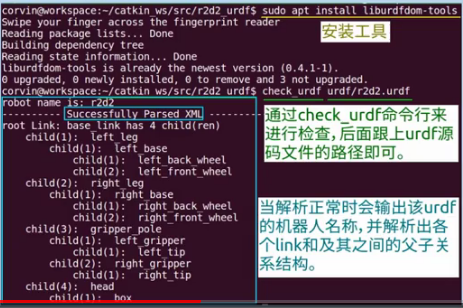 corvin@workspace:~/catkin_ws/src/r2d2_urdf$ sudo apt install liburdfdom-tools
Swipe your finger across the fingerprint reader
安装工具
Reading package lists... Done
Building dependency tree
Reading state information... Done
liburdfdom-tools is already the newest version (0.4.1-1).
0 upgraded, 0 newly installed, 0 to remove and 3 not upgraded.
corvin@workspace:~/catkin_ws/src/r2d2_urdf$ check_urdf urdf/r2d2.urdf
robot name is: r2d2
---------- Successfully Parsed XML ----------
root Link: base_link has 4 child(ren)
child(1): left_leg
child(1): left_base
child(1): left_back_wheel
child(2): left_front_wheel
child(2): right_leg
child(1): right_base
child(1): right_back_wheel
child(2): right_front_wheel
child(3): gripper_pole
child(1): left_gripper
child(1): left_tip
child(2): right_gripper
child(1): right_tip
child(4): head
child(1): box
通过check_urdf命令行来
进行检查,后面跟上urdf源
码文件的路径即可。
当解析正常时会输出该urdf
的机器人名称,并解析出各
个link和及其之间的父子关
系结构。